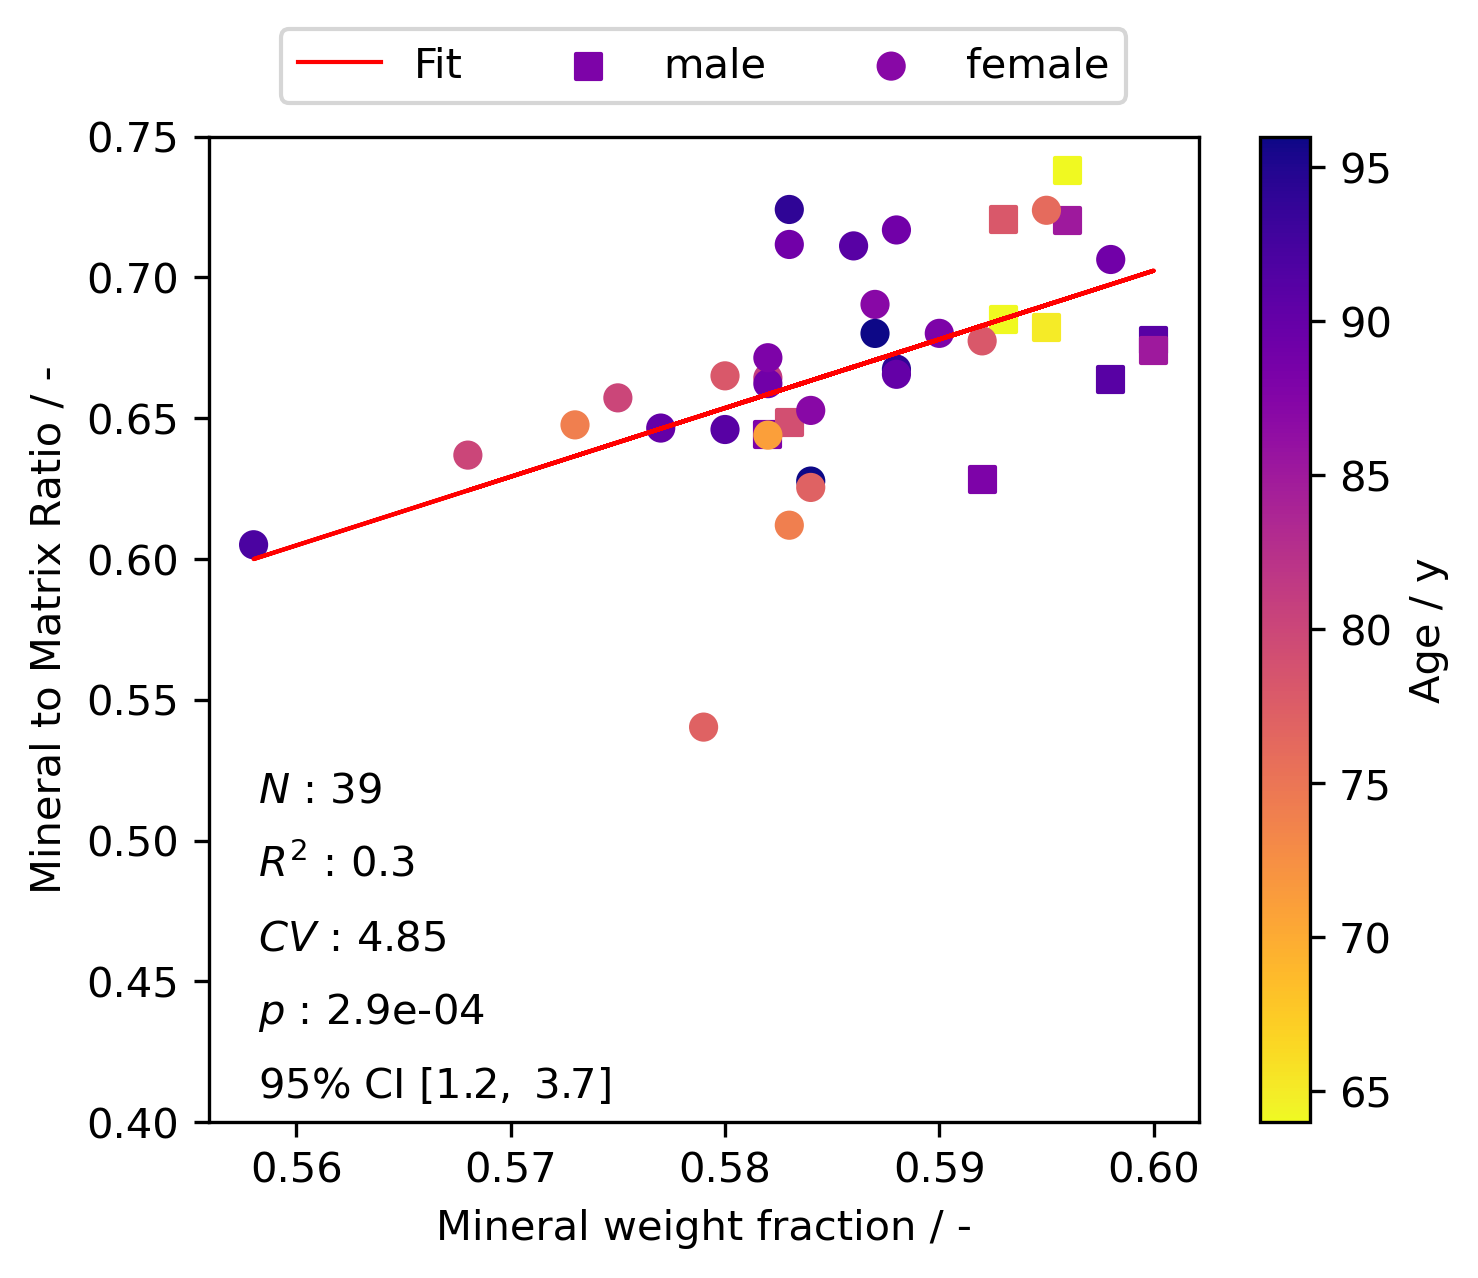 Fit male female
0.75
0.70
0.65
0.60
0.55
0.50
0.45
0.40
Mineral to Matrix Ratio / -
N : 39
R² : 0.3
CV : 4.85
p : 2.9e-04
95% CI [1.2, 3.7]
0.56 0.57 0.58 0.59 0.60
Mineral weight fraction / -
95
90
85
80
75
70
65
Age / y